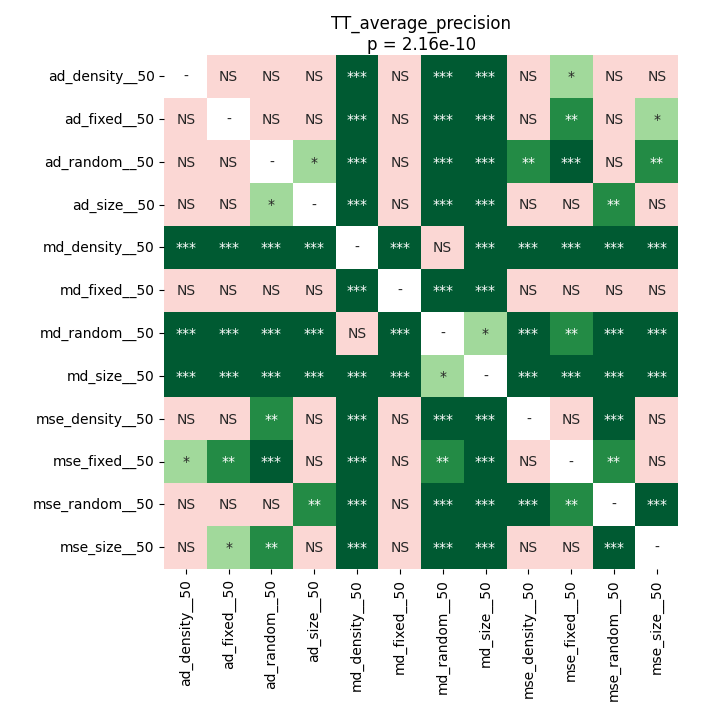 TT_average_precision
p = 2.16e-10
ad_density__50 - NS NS NS *** NS *** *** NS * NS NS
ad_fixed__50 NS - NS NS *** NS *** *** NS ** NS *
ad_random__50 NS NS - * *** NS *** *** ** *** NS **
ad_size__50 NS NS * - *** NS *** *** NS NS ** NS
md_density__50 *** *** *** *** - *** NS *** *** *** *** ***
md_fixed__50 NS NS NS NS *** - *** *** NS NS NS NS
md_random__50 *** *** *** *** NS *** - * *** ** *** ***
md_size__50 *** *** *** *** *** *** * - *** *** *** ***
mse_density__50 NS NS ** NS *** NS *** *** - NS *** NS
mse_fixed__50 * ** *** NS *** NS ** *** NS - ** NS
mse_random__50 NS NS NS ** *** NS *** *** *** ** - ***
mse_size__50 NS * ** NS *** NS *** *** NS NS *** -
ad_density__50
ad_fixed__50
ad_random__50
ad_size__50
md_density__50
md_fixed__50
md_random__50
md_size__50
mse_density__50
mse_fixed__50
mse_random__50
mse_size__50